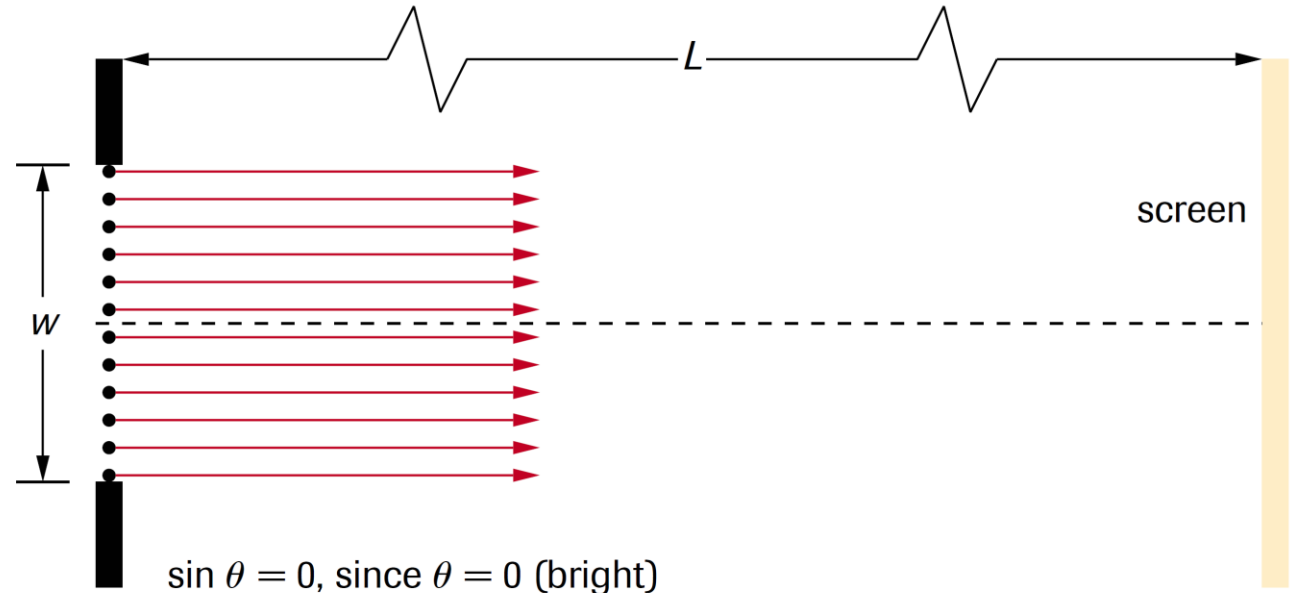 L
screen
w
sin θ = 0, since θ = 0 (bright)